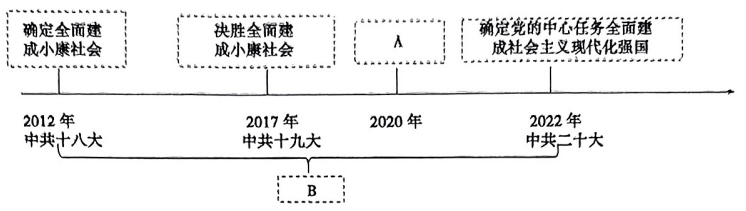 确定全面建
成小康社会
决胜全面建
成小康社会
A
确定党的中心任务全面建
成社会主义现代化强国
2012年
中共十八大
2017年
中共十九大
2020年
2022年
中共二十大
B